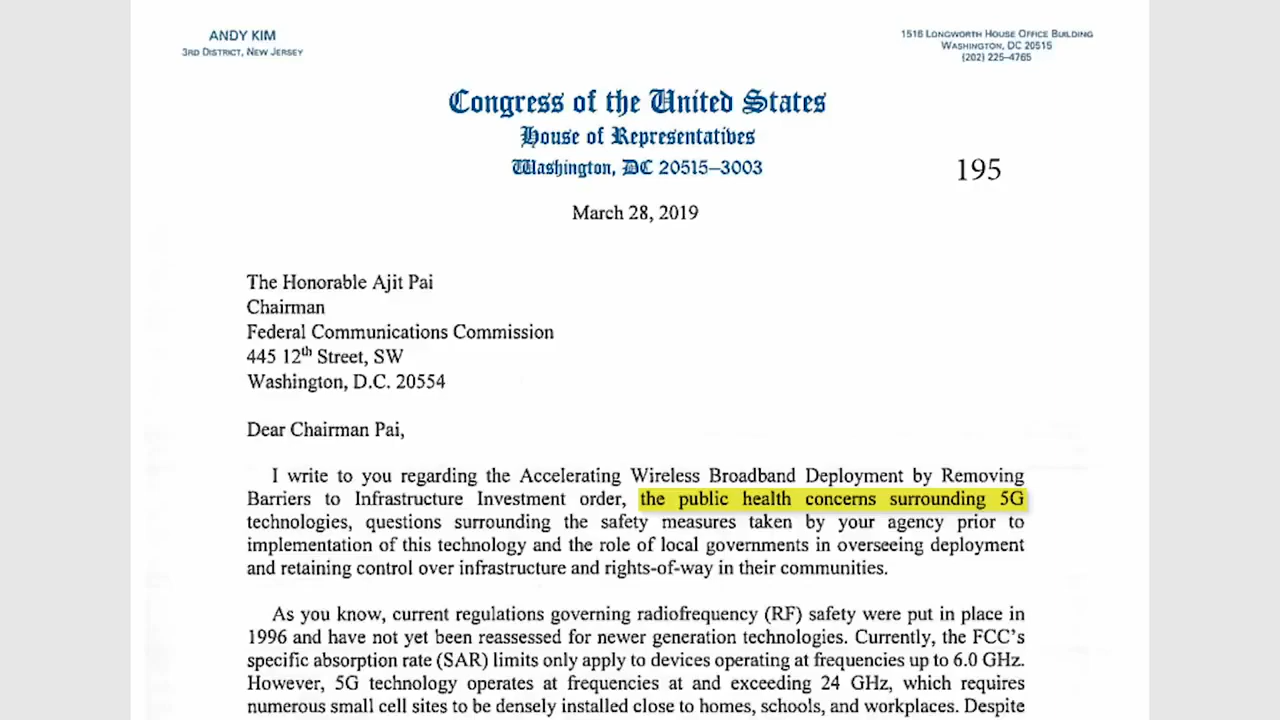 ANDY KIM
3RD DISTRICT, NEW JERSEY
1516 LONGWORTH HOUSE OFFICE BUILDING
WASHINGTON, DC 20515
(202) 225–4765
Congress of the United States
House of Representatives
Washington, DC 20515–3003
195
March 28, 2019
The Honorable Ajit Pai
Chairman
Federal Communications Commission
445 12th Street, SW
Washington, D.C. 20554
Dear Chairman Pai,
I write to you regarding the Accelerating Wireless Broadband Deployment by Removing
Barriers to Infrastructure Investment order, the public health concerns surrounding 5G
technologies, questions surrounding the safety measures taken by your agency prior to
implementation of this technology and the role of local governments in overseeing deployment
and retaining control over infrastructure and rights-of-way in their communities.
As you know, current regulations governing radiofrequency (RF) safety were put in place in
1996 and have not yet been reassessed for newer generation technologies. Currently, the FCC's
specific absorption rate (SAR) limits only apply to devices operating at frequencies up to 6.0 GHz.
However, 5G technology operates at frequencies at and exceeding 24 GHz, which requires
numerous small cell sites to be densely installed close to homes, schools, and workplaces. Despite